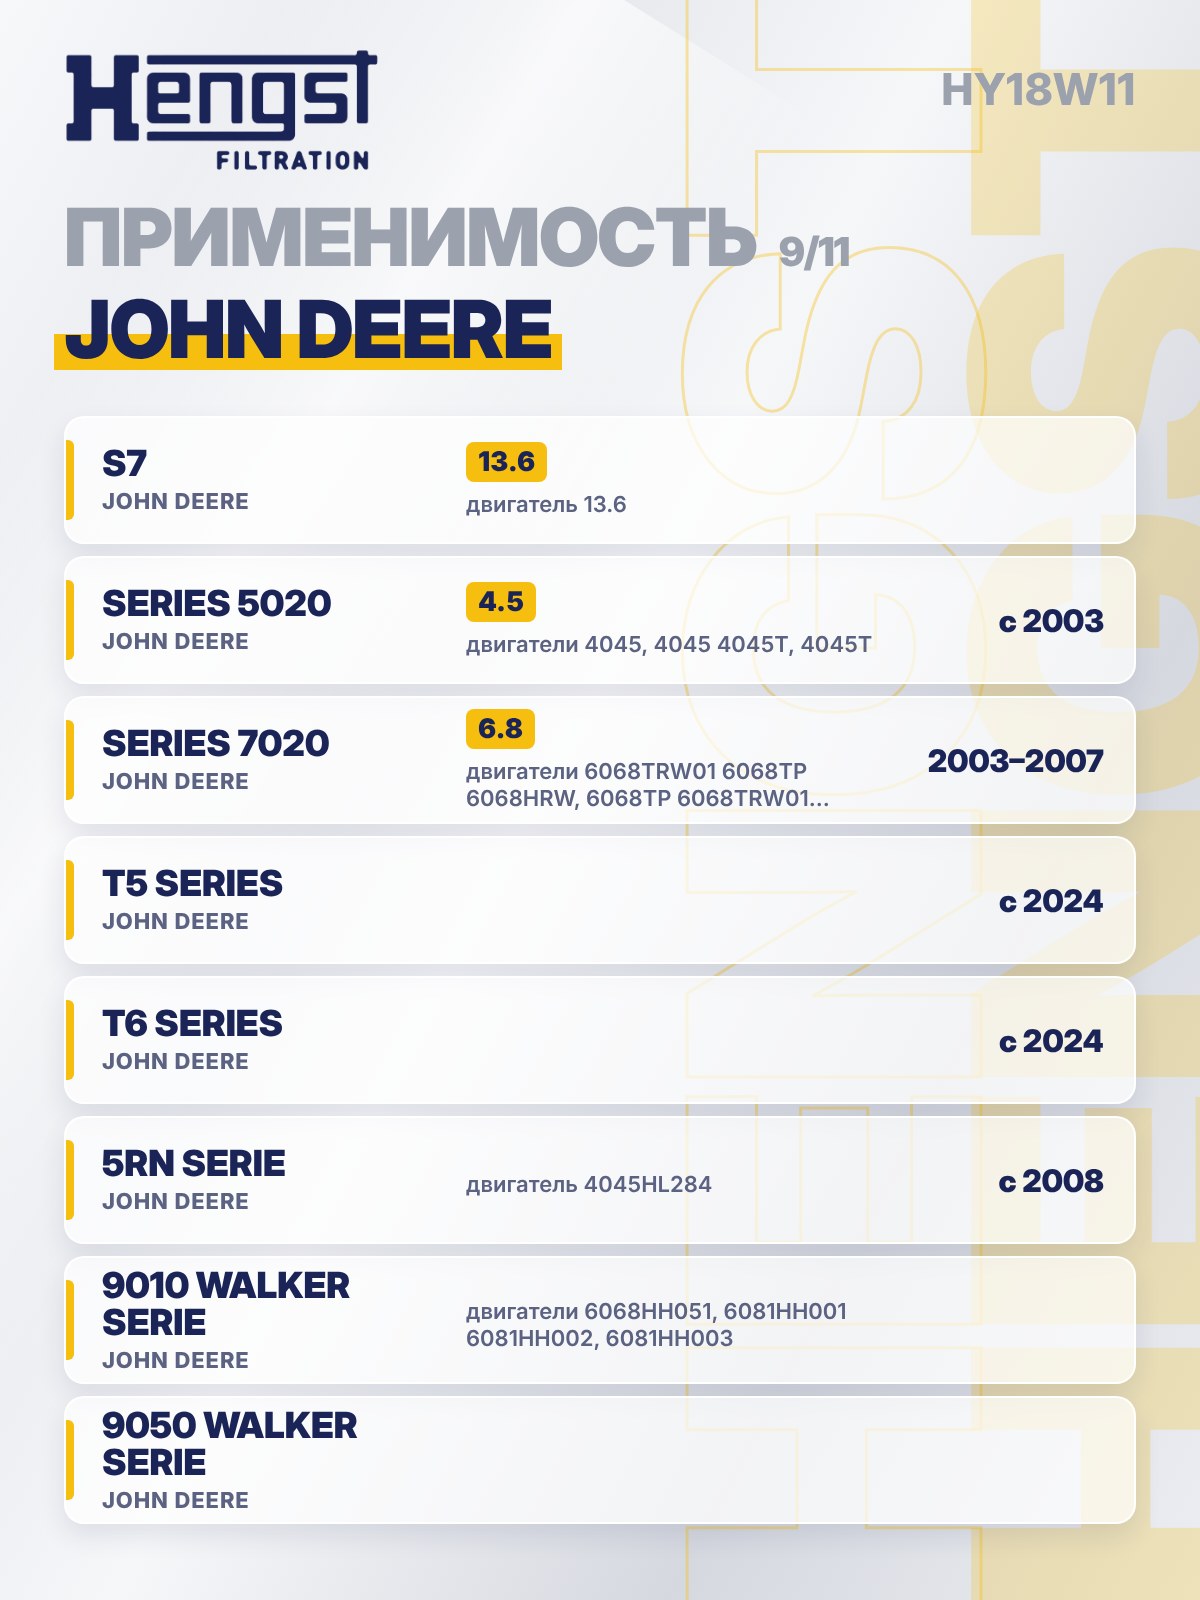 Hengst
FILTRATION
HY18W11
ПРИМЕНИМОСТЬ 9/11
JOHN DEERE
S7
JOHN DEERE
13.6
двигатель 13.6
SERIES 5020
JOHN DEERE
4.5
двигатели 4045, 4045 4045T, 4045T
с 2003
SERIES 7020
JOHN DEERE
6.8
двигатели 6068TRW01 6068TP
6068HRW, 6068TP 6068TRW01...
2003–2007
T5 SERIES
JOHN DEERE
с 2024
T6 SERIES
JOHN DEERE
с 2024
5RN SERIE
JOHN DEERE
двигатель 4045HL284
с 2008
9010 WALKER
SERIE
JOHN DEERE
двигатели 6068HH051, 6081HH001
6081HH002, 6081HH003
9050 WALKER
SERIE
JOHN DEERE
HENGST
HENGST